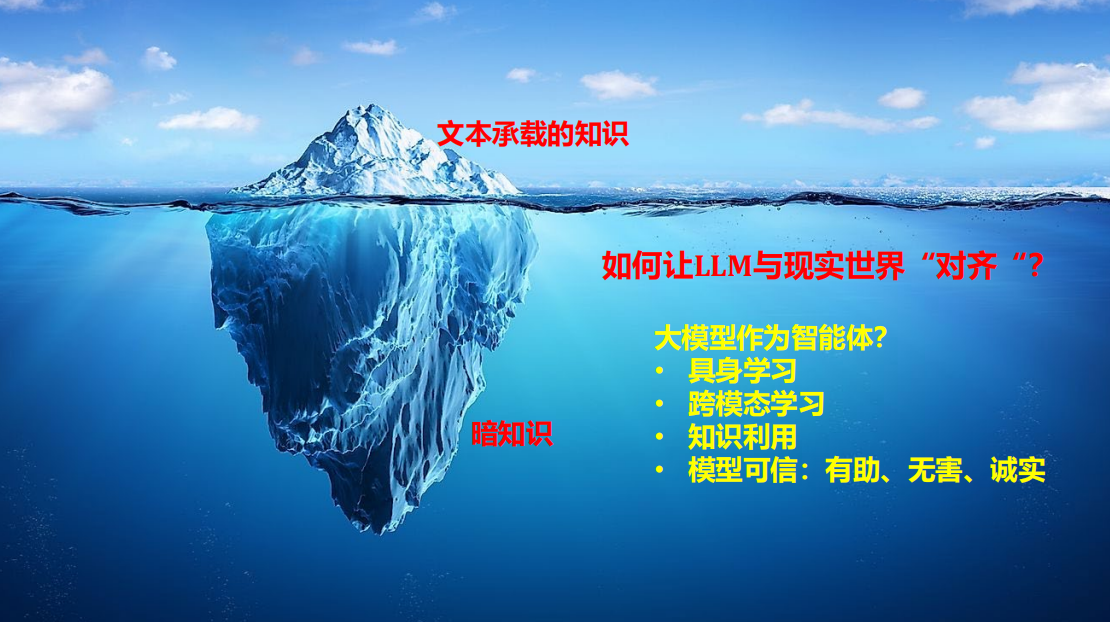 文本承载的知识
如何让LLM与现实世界“对齐“？
大模型作为智能体？
• 具身学习
• 跨模态学习
• 知识利用
• 模型可信：有助、无害、诚实
暗知识